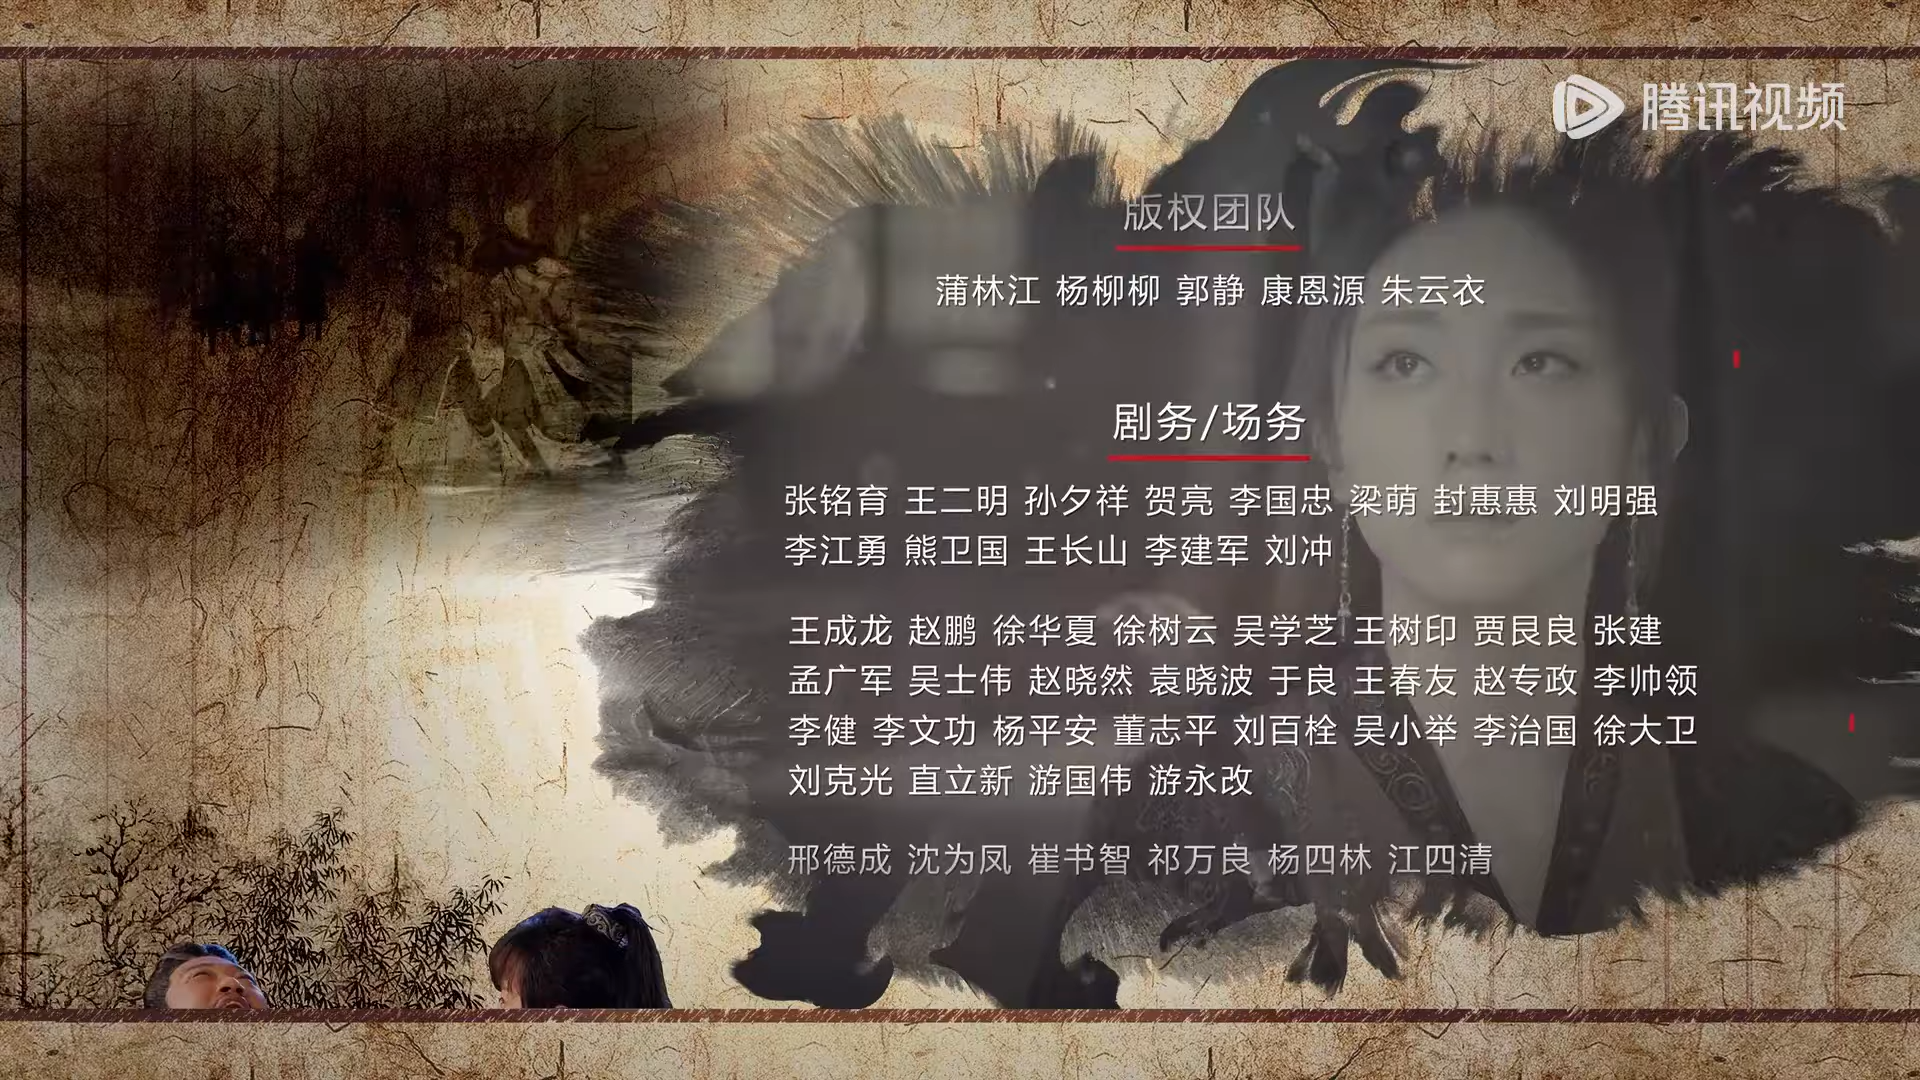 腾讯视频
版权团队
蒲林江 杨柳柳 郭静 康恩源 朱云衣
剧务/场务
张铭育 王二明 孙夕祥 贺亮 李国忠 梁萌 封惠惠 刘明强
李江勇 熊卫国 王长山 李建军 刘冲
王成龙 赵鹏 徐华夏 徐树云 吴学芝 王树印 贾艮良 张建
孟广军 吴士伟 赵晓然 袁晓波 于良 王春友 赵专政 李帅领
李健 李文功 杨平安 董志平 刘百栓 吴小举 李治国 徐大卫
刘克光 直立新 游国伟 游永改
邢德成 沈为凤 崔书智 祁万良 杨四林 江四清